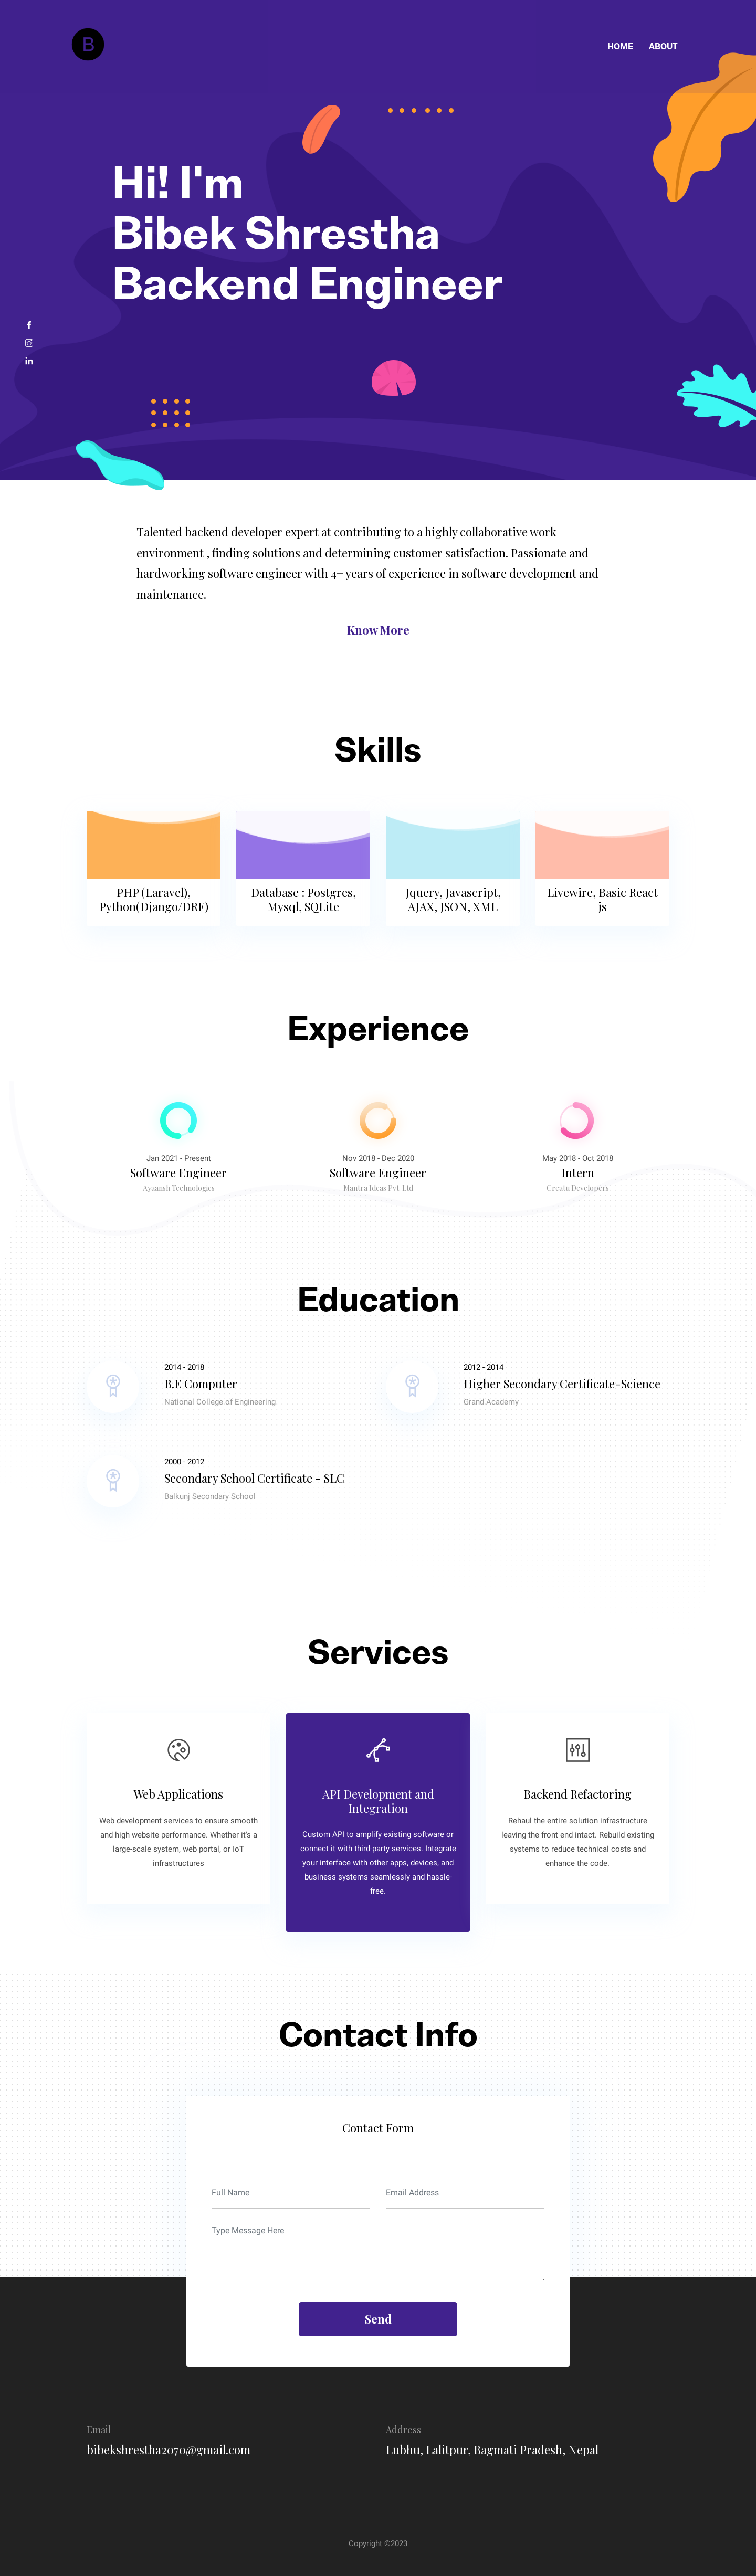 B
HOME ABOUT
Hi! I'm
Bibek Shrestha
Backend Engineer
Talented backend developer expert at contributing to a highly collaborative work
environment , finding solutions and determining customer satisfaction. Passionate and
hardworking software engineer with 4+ years of experience in software development and
maintenance.
Know More
Skills
PHP (Laravel),
Python(Django/DRF)
Database : Postgres,
Mysql, SQLite
Jquery, Javascript,
AJAX, JSON, XML
Livewire, Basic React
js
Experience
Jan 2021 - Present
Software Engineer
Ayaansh Technologies
Nov 2018 - Dec 2020
Software Engineer
Mantra Ideas Pvt. Ltd
May 2018 - Oct 2018
Intern
Creatu Developers
Education
2014 - 2018
B.E Computer
National College of Engineering
2012 - 2014
Higher Secondary Certificate-Science
Grand Academy
2000 - 2012
Secondary School Certificate - SLC
Balkunj Secondary School
Services
Web Applications
Web development services to ensure smooth
and high website performance. Whether it's a
large-scale system, web portal, or IoT
infrastructures
API Development and
Integration
Custom API to amplify existing software or
connect it with third-party services. Integrate
your interface with other apps, devices, and
business systems seamlessly and hassle-
free.
Backend Refactoring
Rehaul the entire solution infrastructure
leaving the front end intact. Rebuild existing
systems to reduce technical costs and
enhance the code.
Contact Info
Contact Form
Full Name
Email Address
Type Message Here
Send
Email
bibekshrestha2070@gmail.com
Address
Lubhu, Lalitpur, Bagmati Pradesh, Nepal
Copyright ©2023